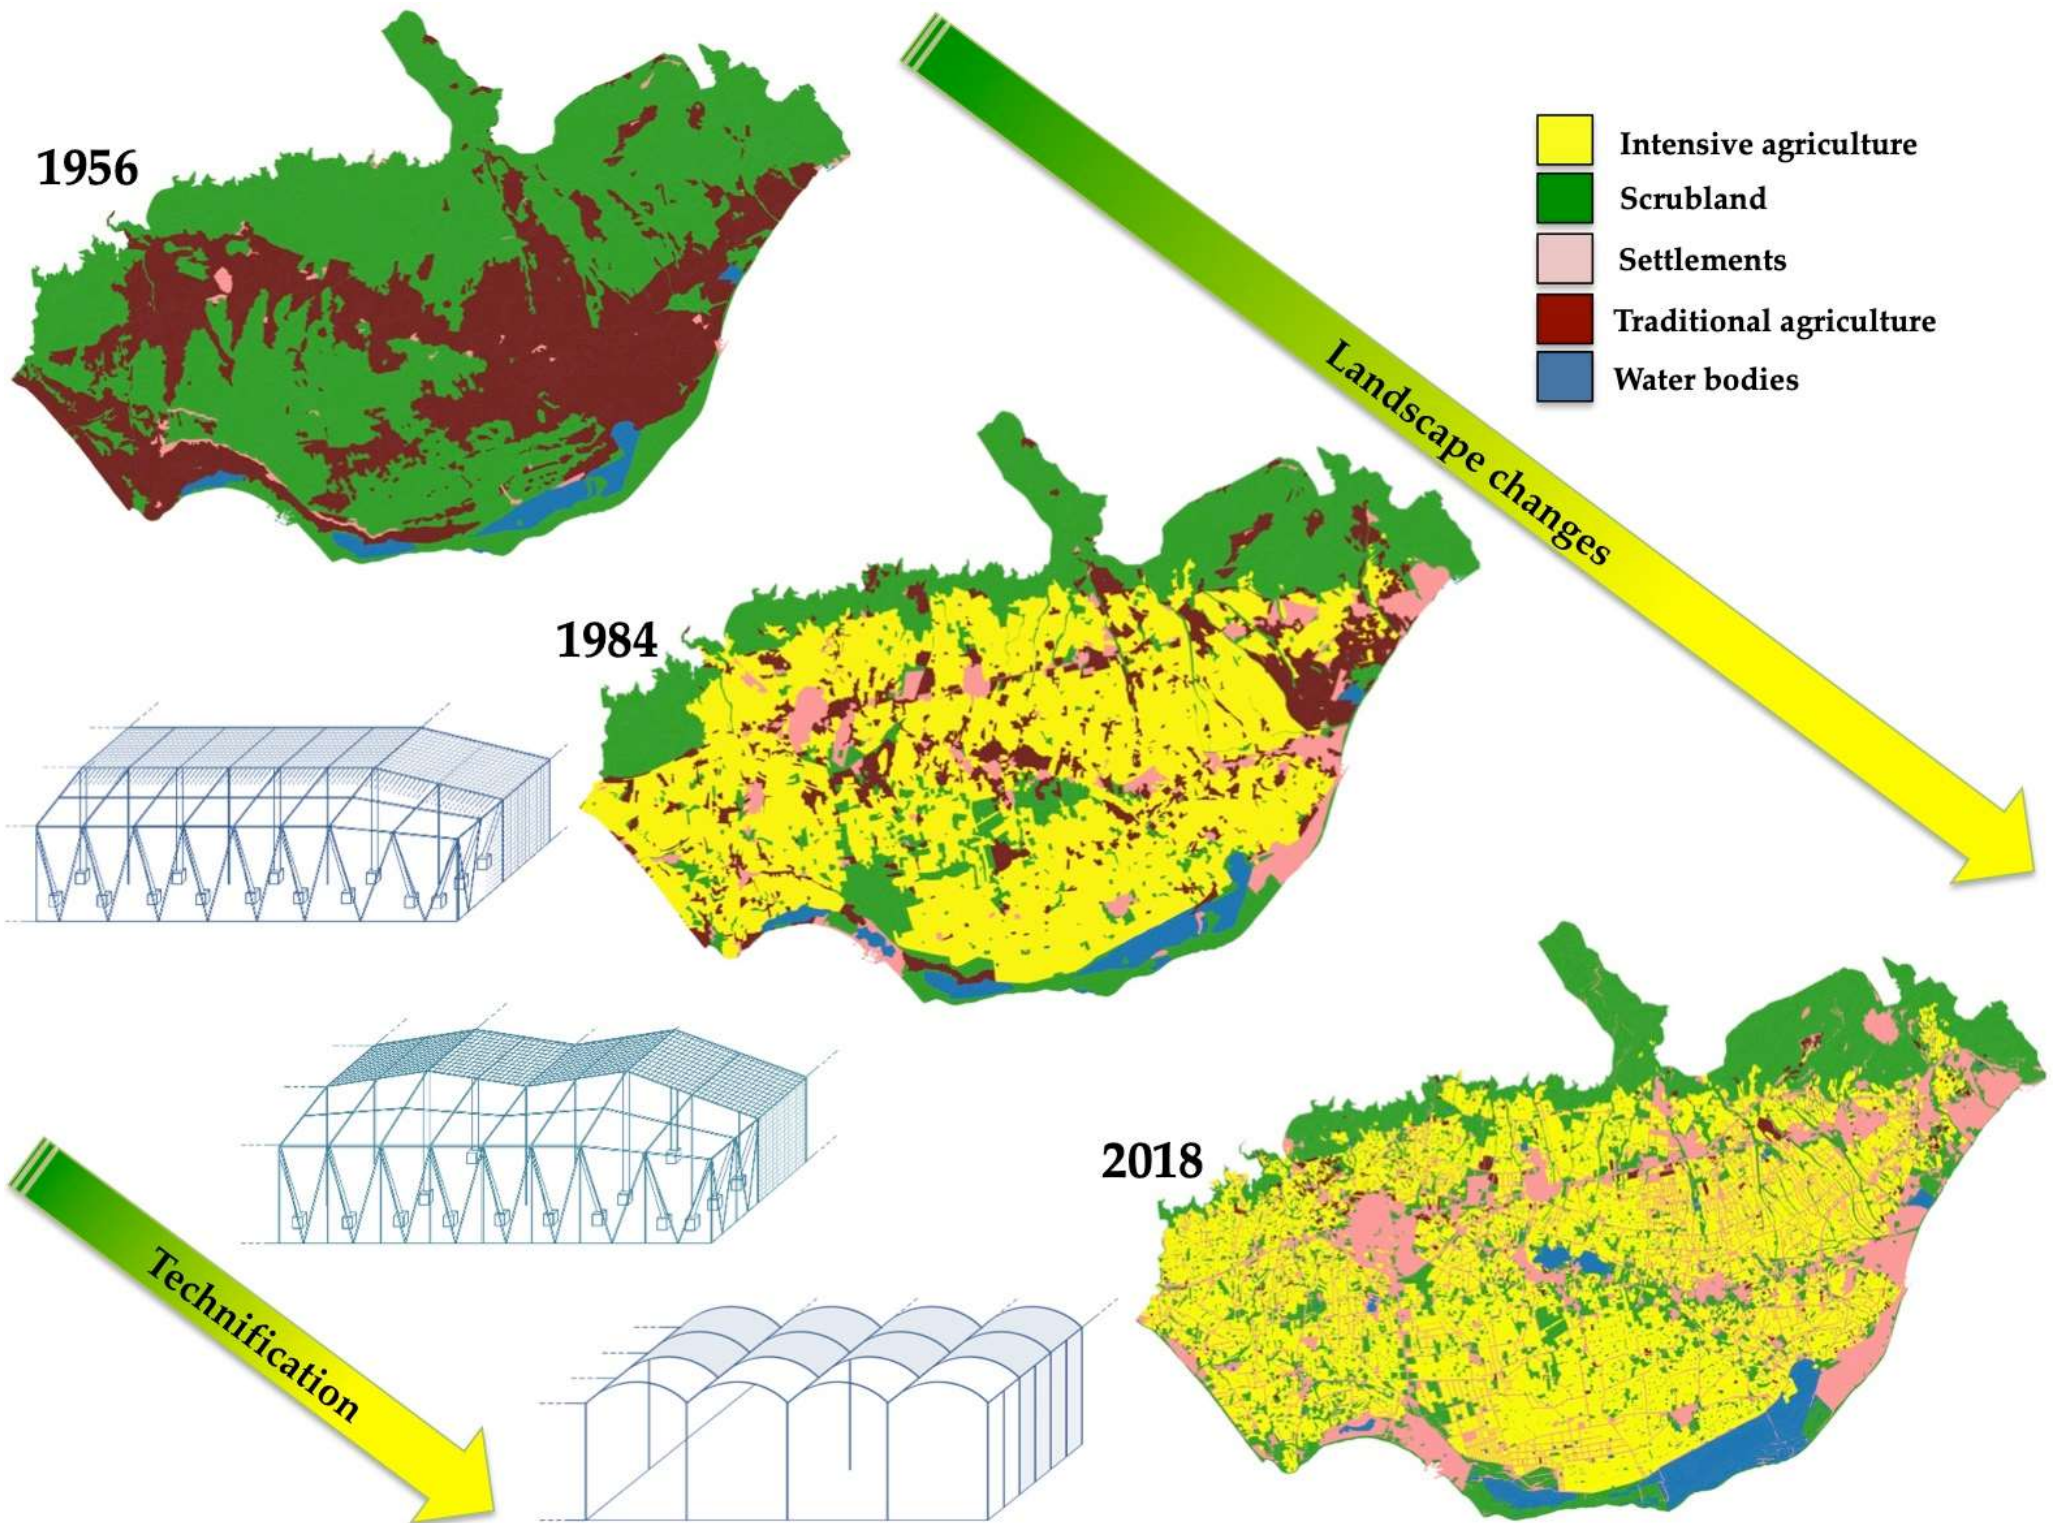 1956
Intensive agriculture
Scrubland
Settlements
Traditional agriculture
Water bodies
Landscape changes
1984
2018
Technification